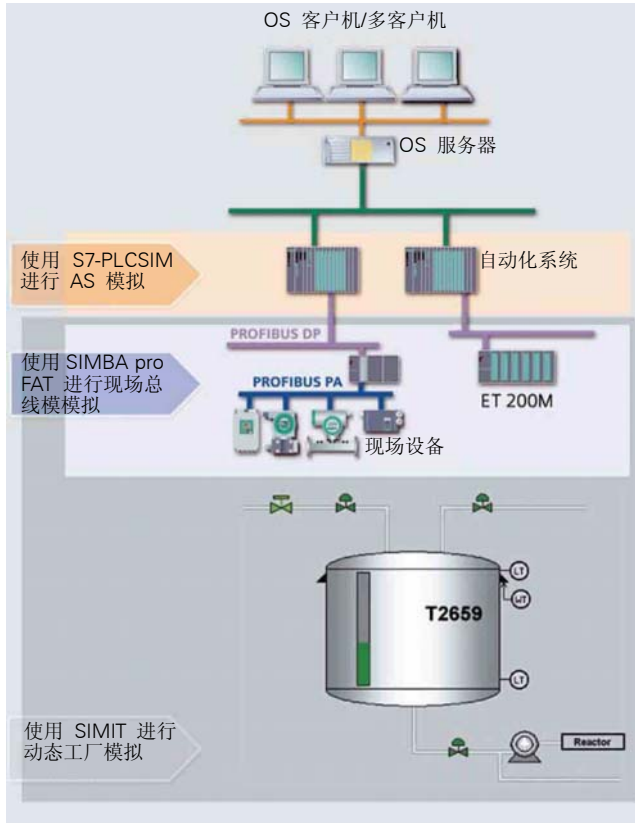 OS 客户机/多客户机
OS 服务器
使用 S7-PLCSIM
进行 AS 模拟
自动化系统
PROFIBUS DP
使用 SIMBA pro
FAT 进行现场总
线模模拟
PROFIBUS PA
ET 200M
现场设备
LT
WT
T2659
LT
使用 SIMIT 进行
动态工厂模拟
Reactor